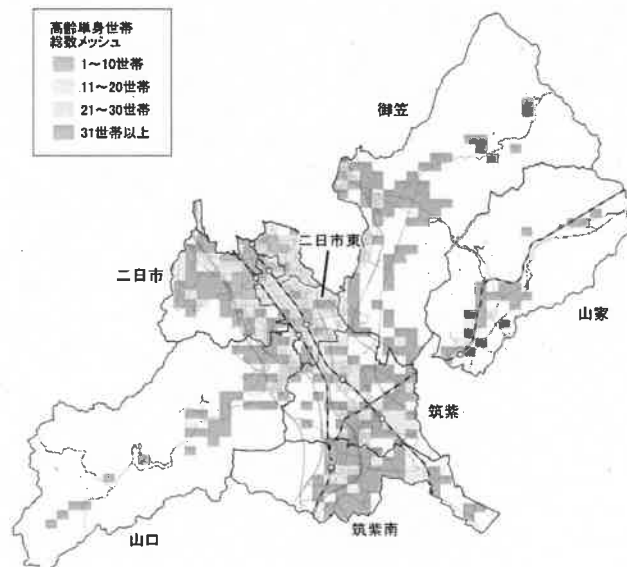 高齢単身世帯
総数メッシュ
1～10世帯
11～20世帯
21～30世帯
31世帯以上
御笠
二日市東
二日市
山家
筑紫
筑紫南
山口